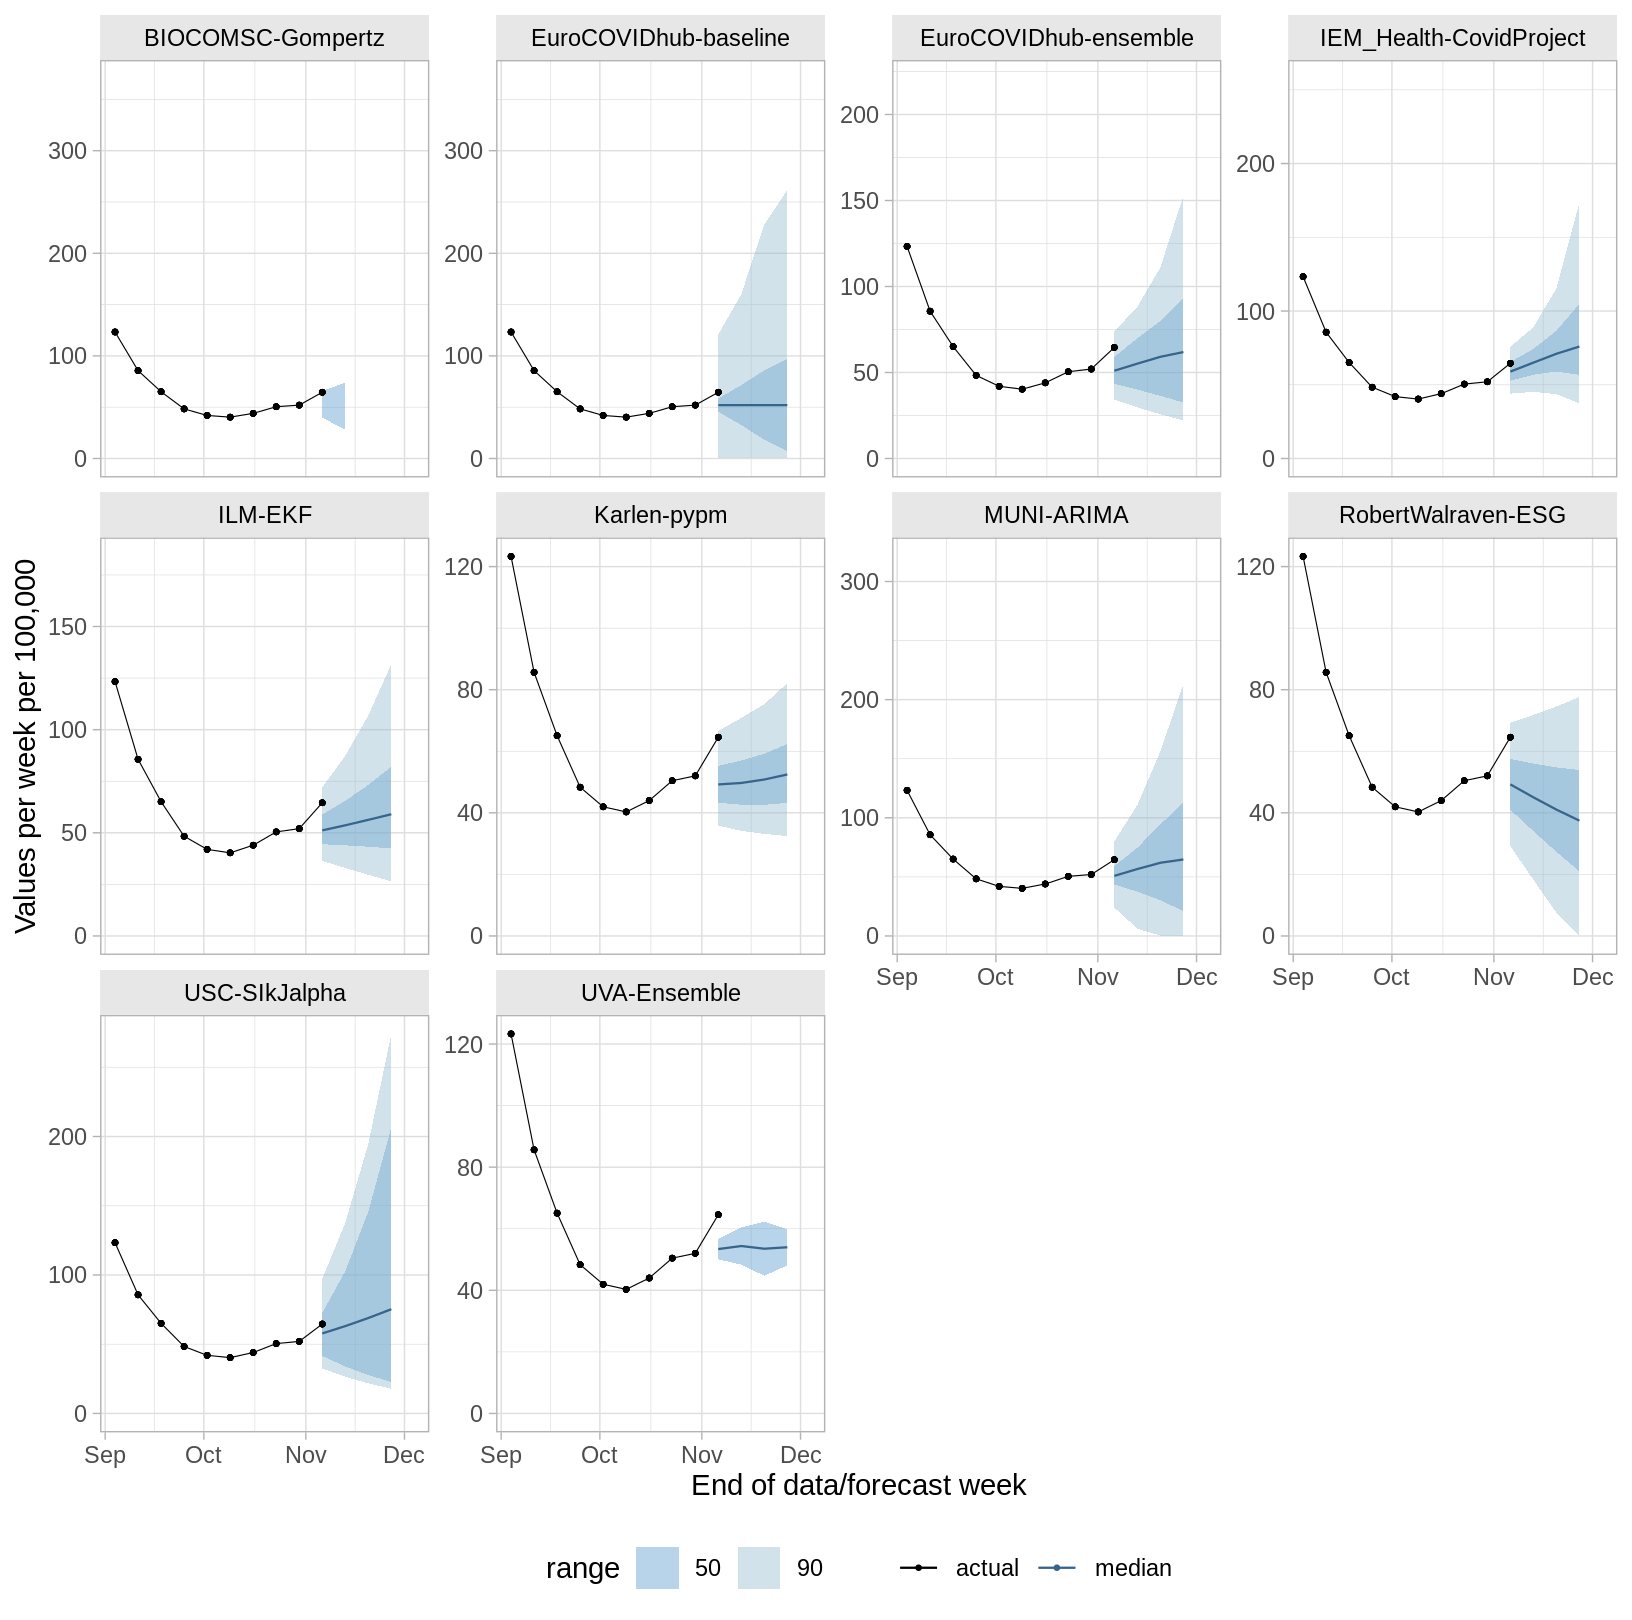 BIOCOMSC-Gompertz EuroCOVIDhub-baseline EuroCOVIDhub-ensemble IEM_Health-CovidProject
300 300 200 200
200 200 150
100 100 100 100
50
0 0 0 0
ILM-EKF Karlen-pypm MUNI-ARIMA RobertWalraven-ESG
Values per week per 100,000
150 120 300 120
100 80 200 80
50 40 100 40
0 0 0 0
Sep Oct Nov Dec Sep Oct Nov Dec
USC-SIkJalpha UVA-Ensemble
200 120
100 80
40
0 0
Sep Oct Nov Dec Sep Oct Nov Dec
End of data/forecast week
range 50 90 actual median